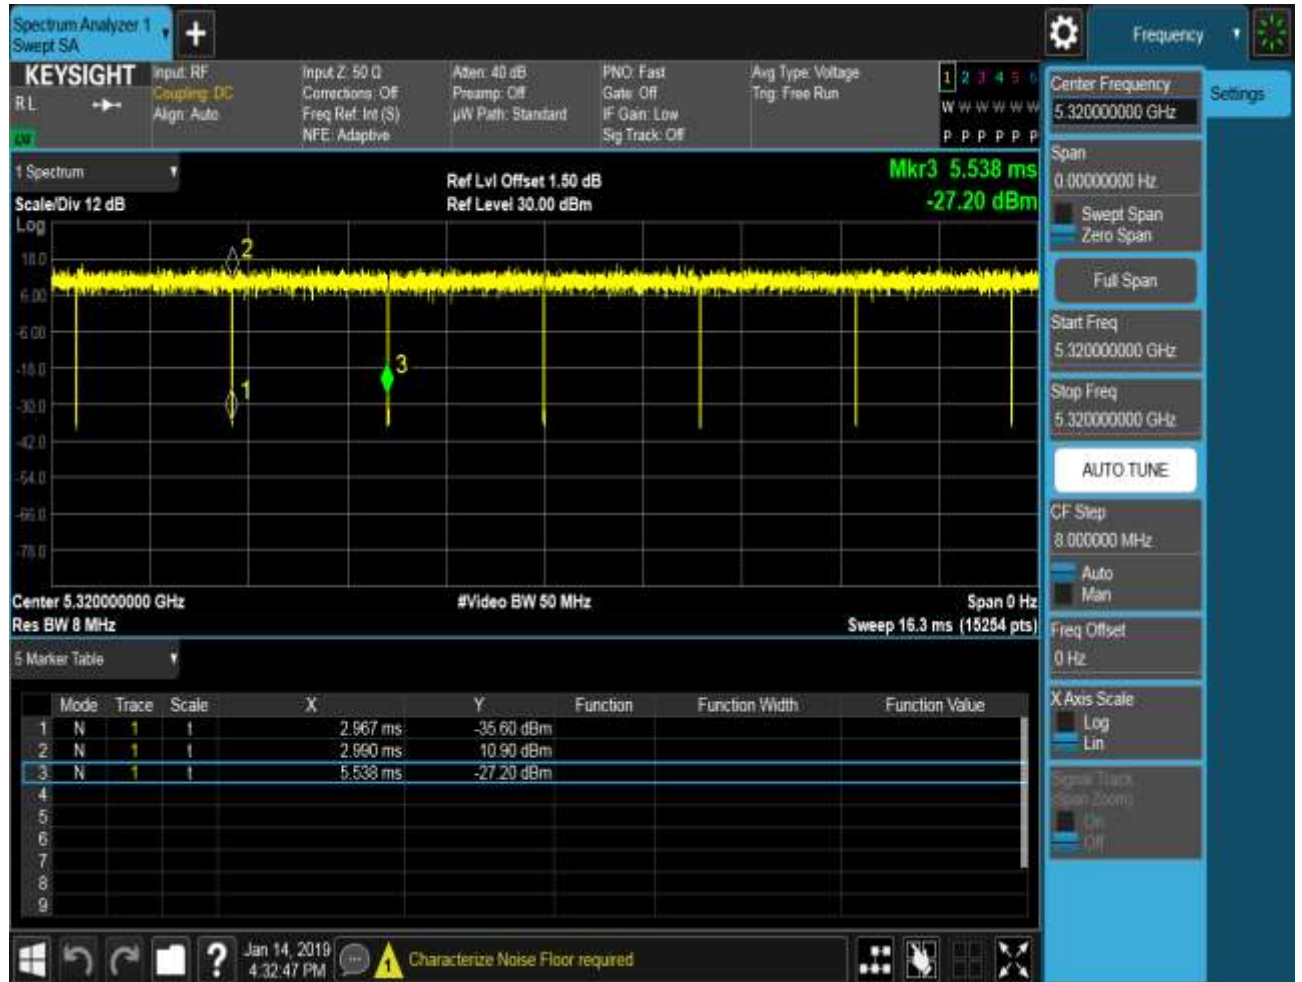 Spectrum Analyzer 1
Swept SA
Frequency
KEYSIGHT
RL
Input: RF
Coupling: DC
Align: Auto
Input Z: 50 Ω
Corrections: Off
Freq Ref: Int (S)
NFE: Adaptive
Atten: 40 dB
Preamp: Off
µW Path: Standard
PNO: Fast
Gate: Off
IF Gain: Low
Sig Track: Off
Avg Type: Voltage
Trig: Free Run
1 2 3 4 5 6
W W W W W W
P P P P P P
1 Spectrum
Scale/Div 12 dB
Ref Lvl Offset 1.50 dB
Ref Level 30.00 dBm
Mkr3 5.538 ms
-27.20 dBm
Log
18.0
6.00
-6.00
-18.0
-30.0
-42.0
-54.0
-66.0
-78.0
2
1
3
Center 5.320000000 GHz
Res BW 8 MHz
#Video BW 50 MHz
Span 0 Hz
Sweep 16.3 ms (15254 pts)
5 Marker Table
Mode Trace Scale X Y Function Function Width Function Value
1 N 1 t 2.967 ms -35.60 dBm
2 N 1 t 2.990 ms 10.90 dBm
3 N 1 t 5.538 ms -27.20 dBm
4
5
6
7
8
9
Jan 14, 2019
4:32:47 PM
1
Characterize Noise Floor required
Center Frequency
5.320000000 GHz
Settings
Span
0.00000000 Hz
Swept Span
Zero Span
Full Span
Start Freq
5.320000000 GHz
Stop Freq
5.320000000 GHz
AUTO TUNE
CF Step
8.000000 MHz
Auto
Man
Freq Offset
0 Hz
X Axis Scale
Log
Lin
Signal Track
(Span Zoom)
On
Off